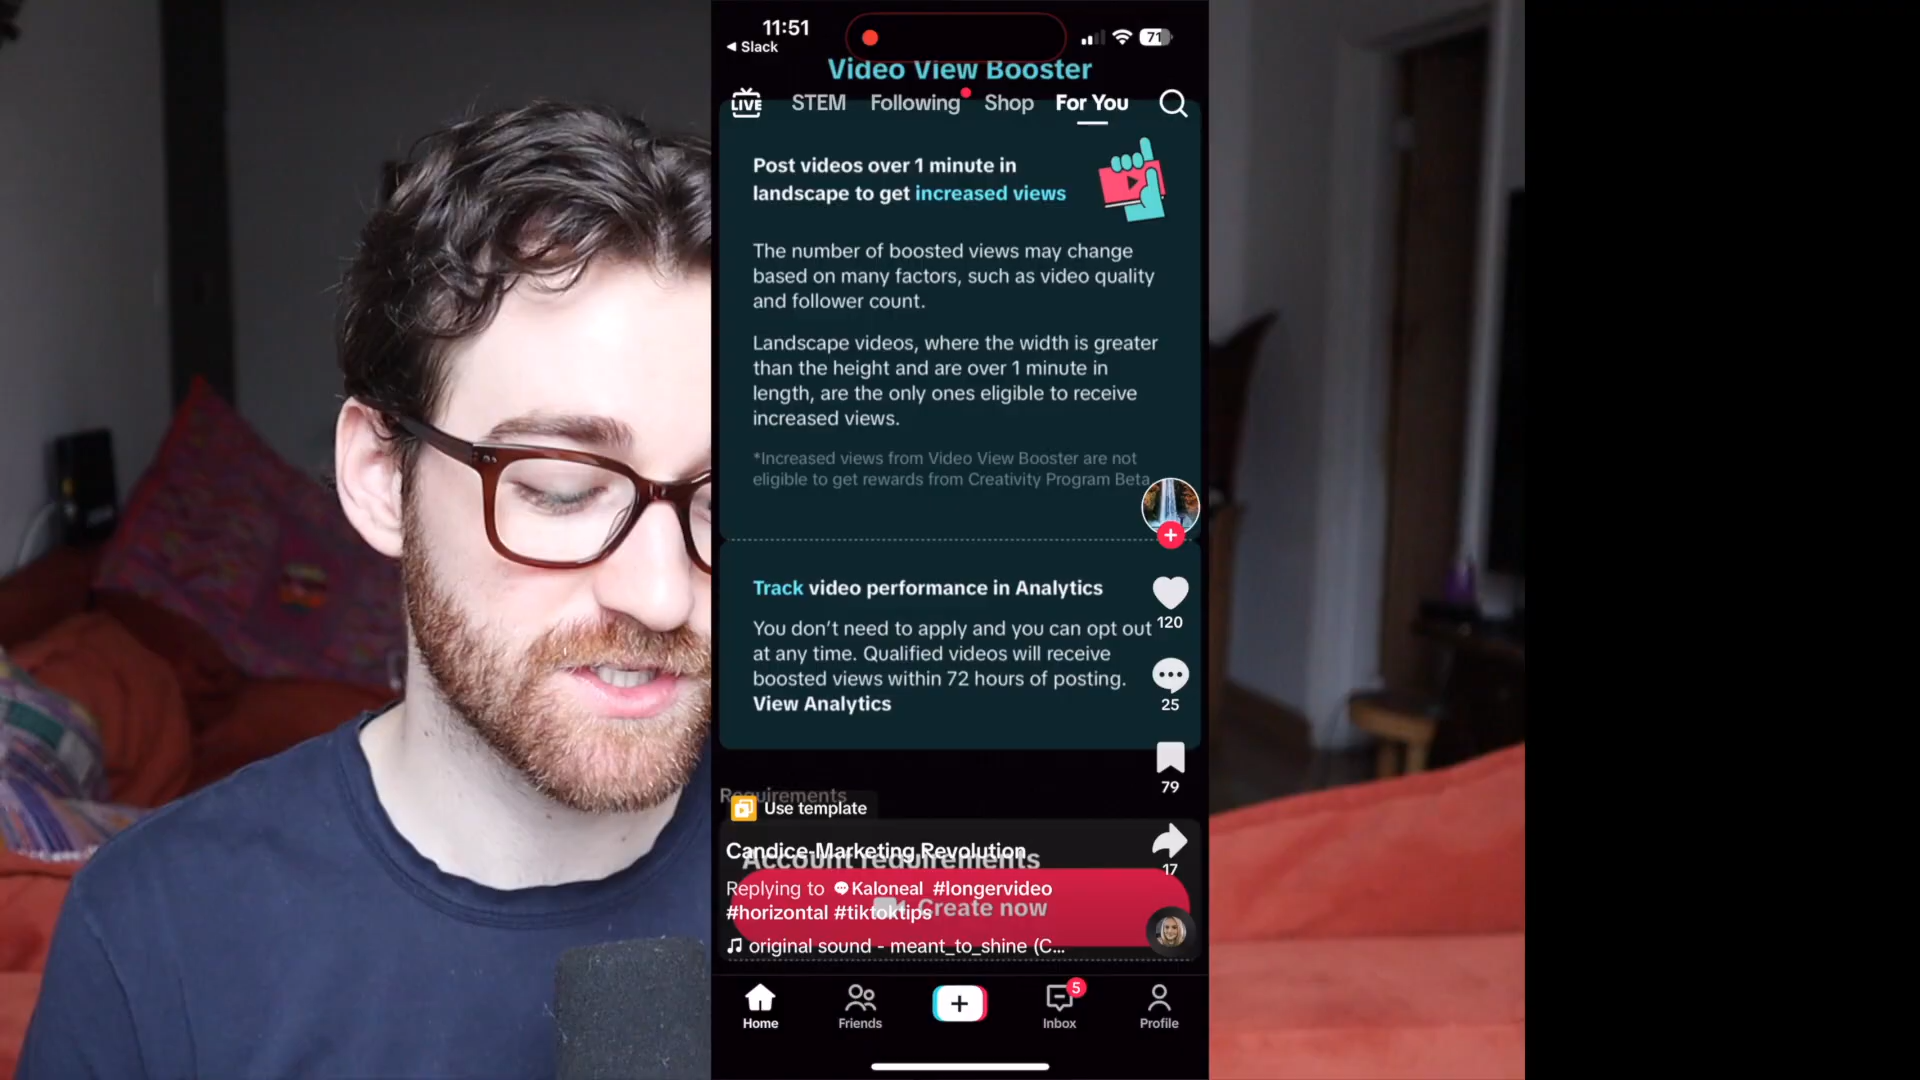 11:51
71
◀ Slack
Video View Booster
LIVE STEM Following Shop For You
Post videos over 1 minute in
landscape to get increased views
The number of boosted views may change
based on many factors, such as video quality
and follower count.
Landscape videos, where the width is greater
than the height and are over 1 minute in
length, are the only ones eligible to receive
increased views.
*Increased views from Video View Booster are not
eligible to get rewards from Creativity Program Beta
Track video performance in Analytics
You don't need to apply and you can opt out
at any time. Qualified videos will receive
boosted views within 72 hours of posting.
View Analytics
120
25
79
17
Requirements
Use template
Candice-Marketing Revolution
Account requirements
Replying to Kaloneal #longervideo
#horizontal #tiktoktips
Create now
original sound - meant_to_shine (C...
Home
Friends
5
Inbox
Profile